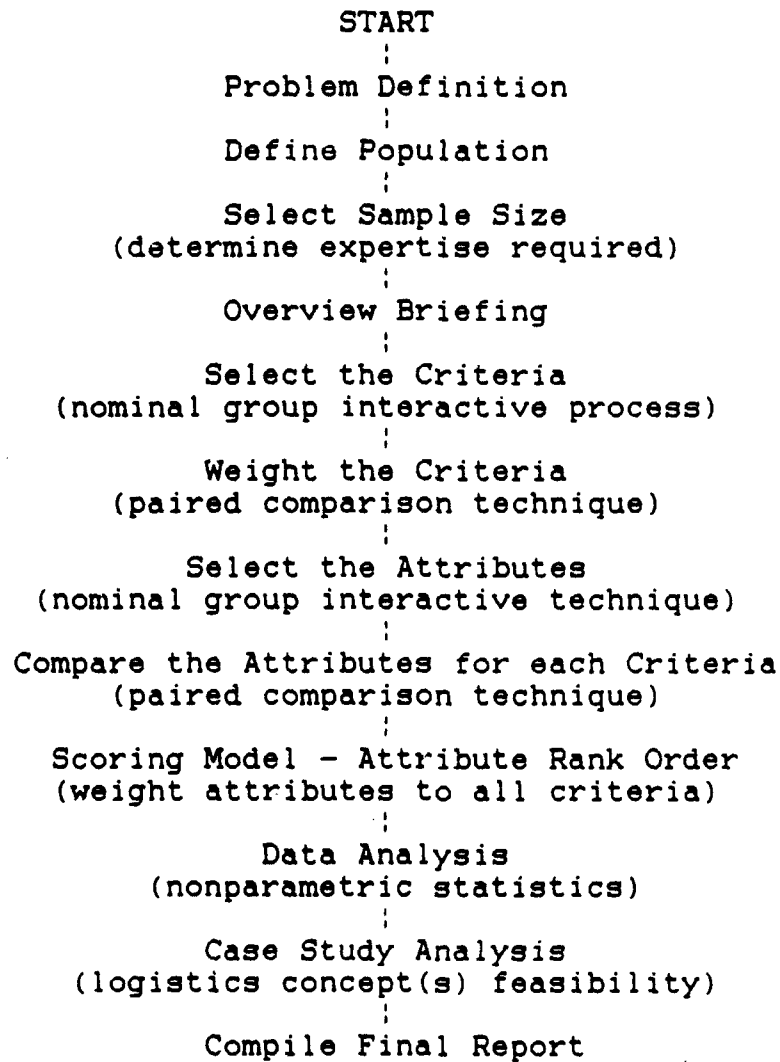 START
Problem Definition
Define Population
Select Sample Size
(determine expertise required)
Overview Briefing
Select the Criteria
(nominal group interactive process)
Weight the Criteria
(paired comparison technique)
Select the Attributes
(nominal group interactive technique)
Compare the Attributes for each Criteria
(paired comparison technique)
Scoring Model - Attribute Rank Order
(weight attributes to all criteria)
Data Analysis
(nonparametric statistics)
Case Study Analysis
(logistics concept(s) feasibility)
Compile Final Report